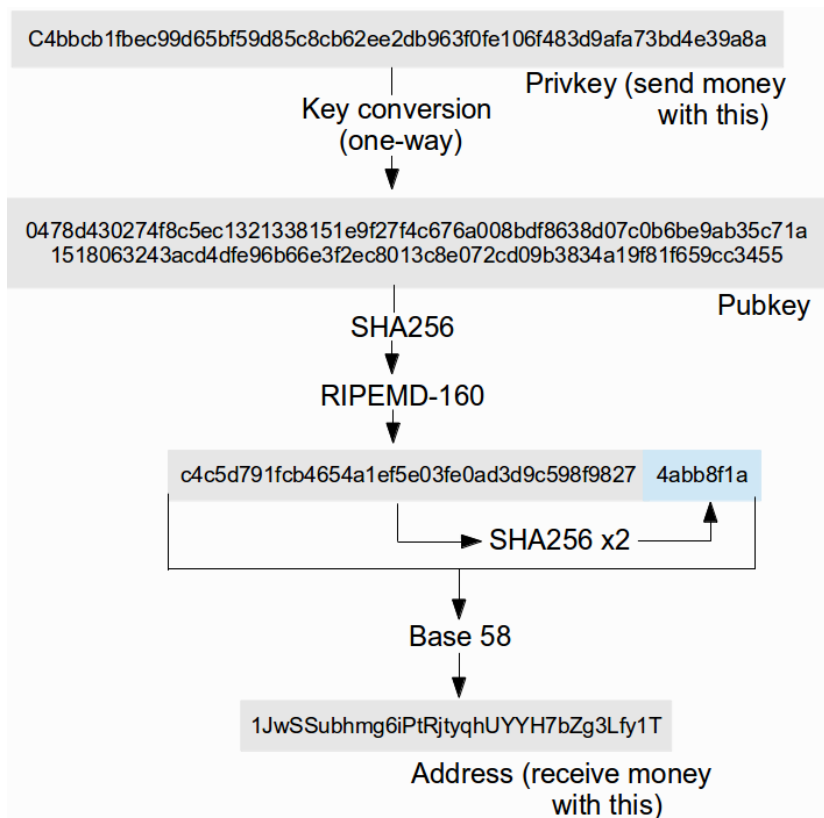 C4bbcb1fbec99d65bf59d85c8cb62ee2db963f0fe106f483d9afa73bd4e39a8a
Privkey (send money
with this)
Key conversion
(one-way)
0478d430274f8c5ec1321338151e9f27f4c676a008bdf8638d07c0b6be9ab35c71a
1518063243acd4dfe96b66e3f2ec8013c8e072cd09b3834a19f81f659cc3455
Pubkey
SHA256
RIPEMD-160
c4c5d791fcb4654a1ef5e03fe0ad3d9c598f9827 4abb8f1a
SHA256 x2
Base 58
1JwSSubhmg6iPtRjtyqhUYYH7bZg3Lfy1T
Address (receive money
with this)